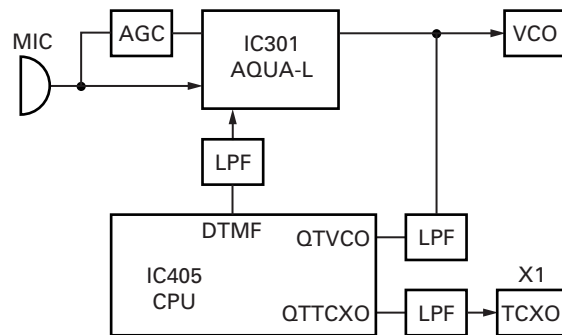 MIC
AGC
IC301
AQUA-L
VCO
LPF
DTMF
QTVCO
LPF
IC405
CPU
X1
QTTCXO
LPF
TCXO